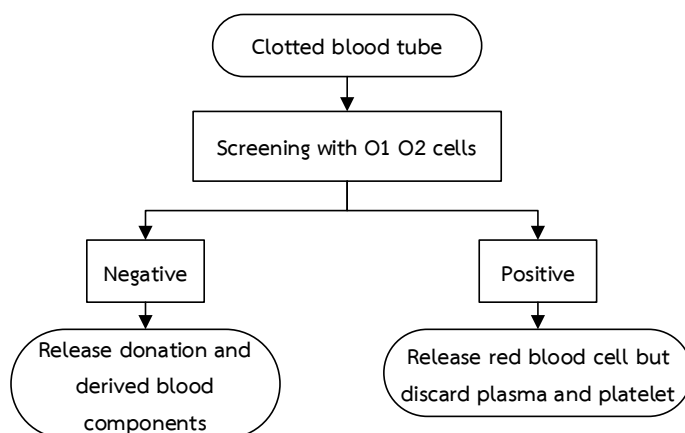 Clotted blood tube
Screening with O1 O2 cells
Negative
Positive
Release donation and
derived blood
components
Release red blood cell but
discard plasma and platelet